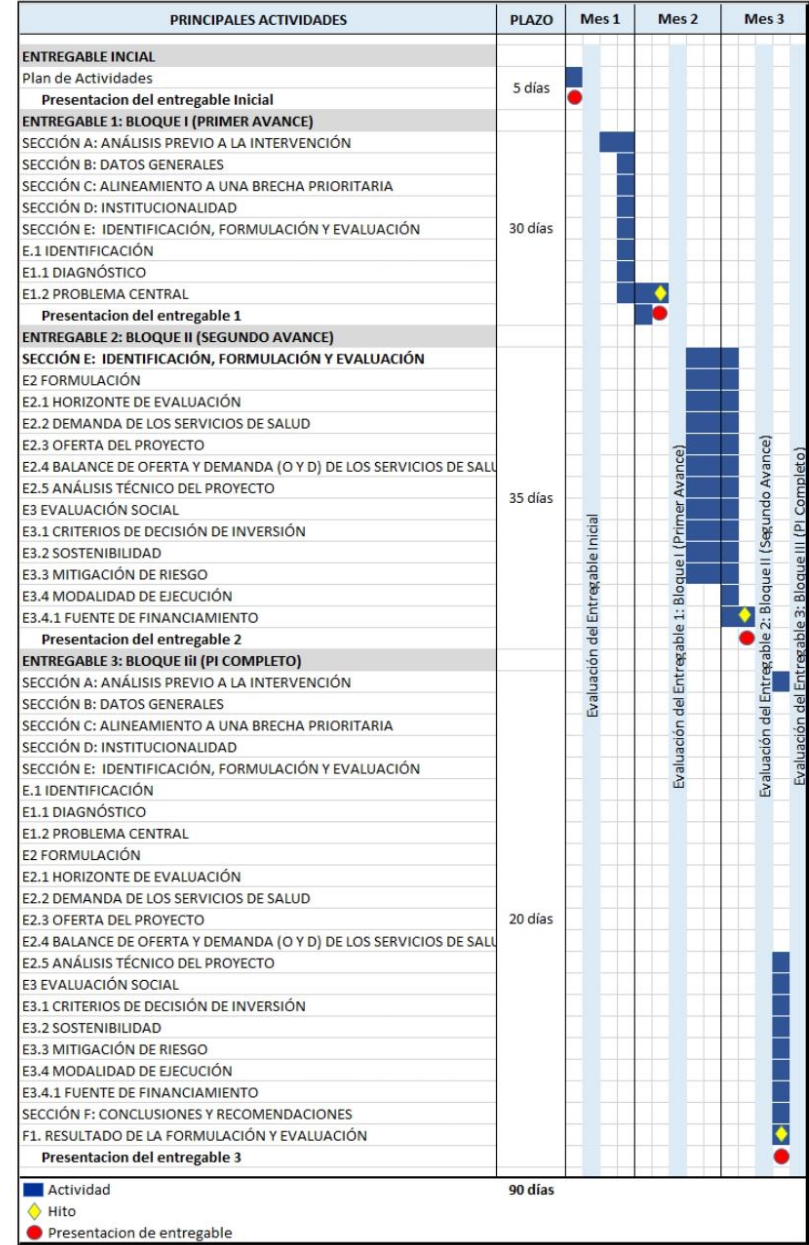 PRINCIPALES ACTIVIDADES PLAZO Mes 1 Mes 2 Mes 3
ENTREGABLE INCIAL
Plan de Actividades
5 días
Presentacion del entregable Inicial
ENTREGABLE 1: BLOQUE I (PRIMER AVANCE)
SECCIÓN A: ANÁLISIS PREVIO A LA INTERVENCIÓN
SECCIÓN B: DATOS GENERALES
SECCIÓN C: ALINEAMIENTO A UNA BRECHA PRIORITARIA
SECCIÓN D: INSTITUCIONALIDAD
SECCIÓN E: IDENTIFICACIÓN, FORMULACIÓN Y EVALUACIÓN 30 días
E.1 IDENTIFICACIÓN
E1.1 DIAGNÓSTICO
E1.2 PROBLEMA CENTRAL
Presentacion del entregable 1
ENTREGABLE 2: BLOQUE II (SEGUNDO AVANCE)
SECCIÓN E: IDENTIFICACIÓN, FORMULACIÓN Y EVALUACIÓN
E2 FORMULACIÓN
E2.1 HORIZONTE DE EVALUACIÓN
E2.2 DEMANDA DE LOS SERVICIOS DE SALUD
E2.3 OFERTA DEL PROYECTO
E2.4 BALANCE DE OFERTA Y DEMANDA (O Y D) DE LOS SERVICIOS DE SALU
E2.5 ANÁLISIS TÉCNICO DEL PROYECTO
35 días
E3 EVALUACIÓN SOCIAL
E3.1 CRITERIOS DE DECISIÓN DE INVERSIÓN
E3.2 SOSTENIBILIDAD
E3.3 MITIGACIÓN DE RIESGO
E3.4 MODALIDAD DE EJECUCIÓN
E3.4.1 FUENTE DE FINANCIAMIENTO
Presentacion del entregable 2
ENTREGABLE 3: BLOQUE IiI (PI COMPLETO)
SECCIÓN A: ANÁLISIS PREVIO A LA INTERVENCIÓN
SECCIÓN B: DATOS GENERALES
SECCIÓN C: ALINEAMIENTO A UNA BRECHA PRIORITARIA
SECCIÓN D: INSTITUCIONALIDAD
SECCIÓN E: IDENTIFICACIÓN, FORMULACIÓN Y EVALUACIÓN
E.1 IDENTIFICACIÓN
E1.1 DIAGNÓSTICO
E1.2 PROBLEMA CENTRAL
E2 FORMULACIÓN
E2.1 HORIZONTE DE EVALUACIÓN
E2.2 DEMANDA DE LOS SERVICIOS DE SALUD
E2.3 OFERTA DEL PROYECTO 20 días
E2.4 BALANCE DE OFERTA Y DEMANDA (O Y D) DE LOS SERVICIOS DE SALU
E2.5 ANÁLISIS TÉCNICO DEL PROYECTO
E3 EVALUACIÓN SOCIAL
E3.1 CRITERIOS DE DECISIÓN DE INVERSIÓN
E3.2 SOSTENIBILIDAD
E3.3 MITIGACIÓN DE RIESGO
E3.4 MODALIDAD DE EJECUCIÓN
E3.4.1 FUENTE DE FINANCIAMIENTO
SECCIÓN F: CONCLUSIONES Y RECOMENDACIONES
F1. RESULTADO DE LA FORMULACIÓN Y EVALUACIÓN
Presentacion del entregable 3
Evaluación del Entregable Inicial
Evaluación del Entregable 1: Bloque I (Primer Avance)
Evaluación del Entregable 2: Bloque II (Segundo Avance)
Evaluación del Entregable 3: Bloque III (PI Completo)
Actividad 90 días
Hito
Presentacion de entregable